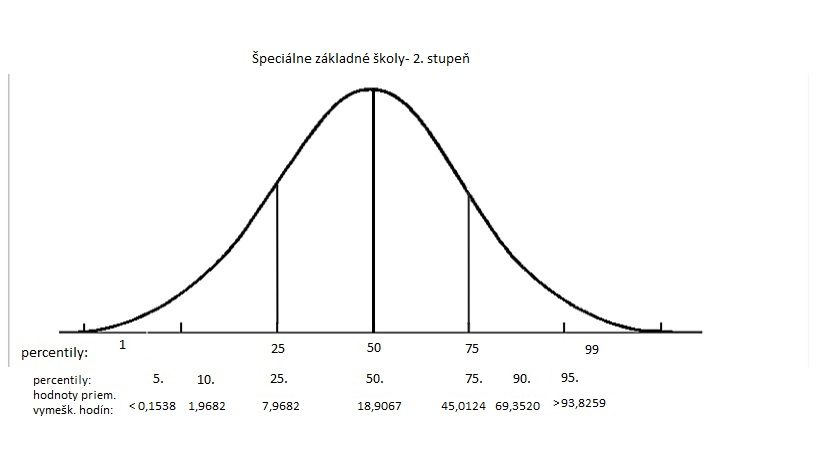 Špeciálne základné školy- 2. stupeň
percentily: 1 25 50 75 99
percentily: 5. 10. 25. 50. 75. 90. 95.
hodnoty priem.
vymešk. hodín: <0,1538 1,9682 7,9682 18,9067 45,0124 69,3520 >93,8259